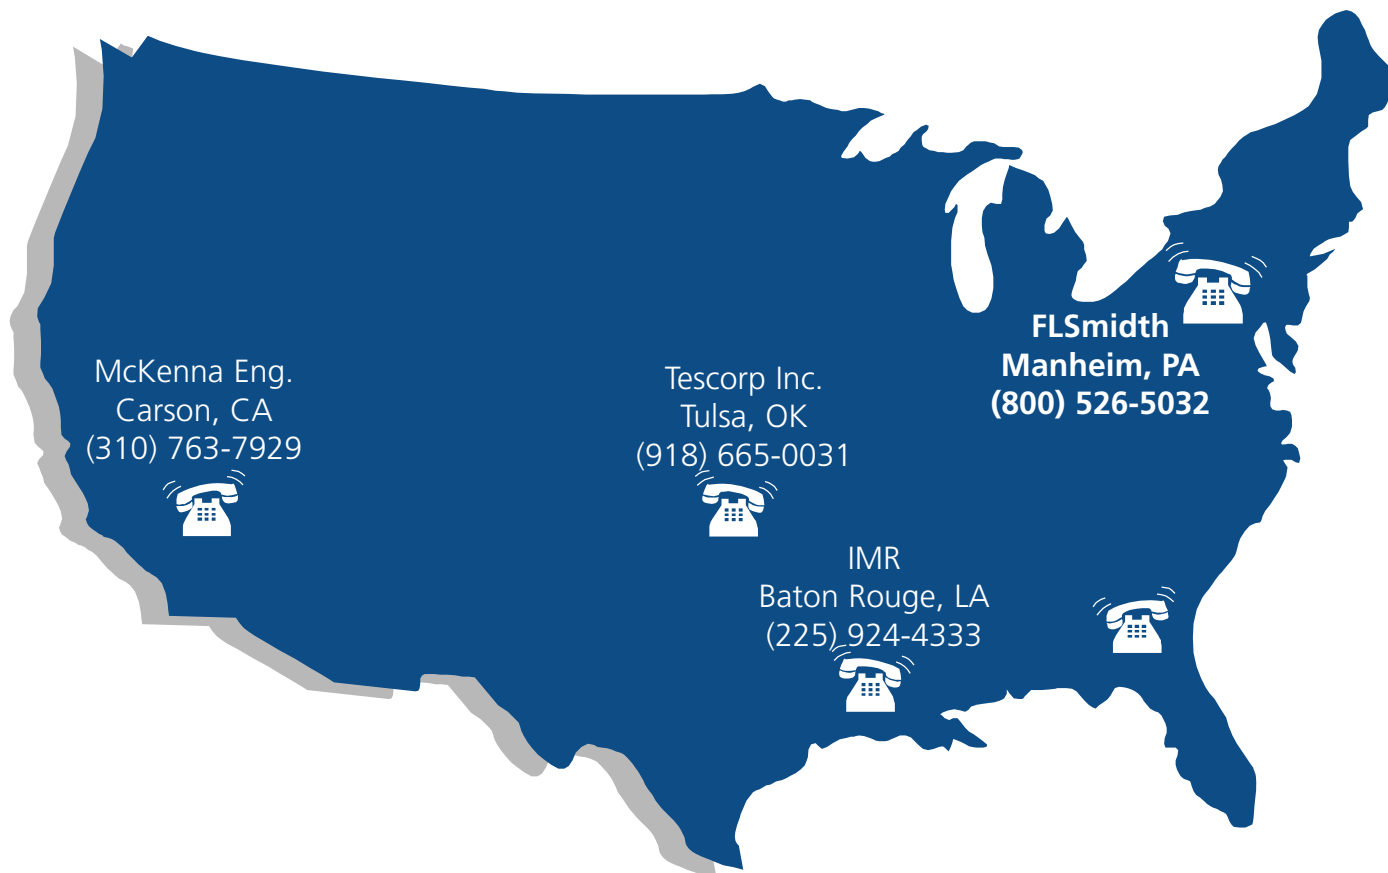 McKenna Eng.
Carson, CA
(310) 763-7929
Tescorp Inc.
Tulsa, OK
(918) 665-0031
FLSmidth
Manheim, PA
(800) 526-5032
IMR
Baton Rouge, LA
(225) 924-4333